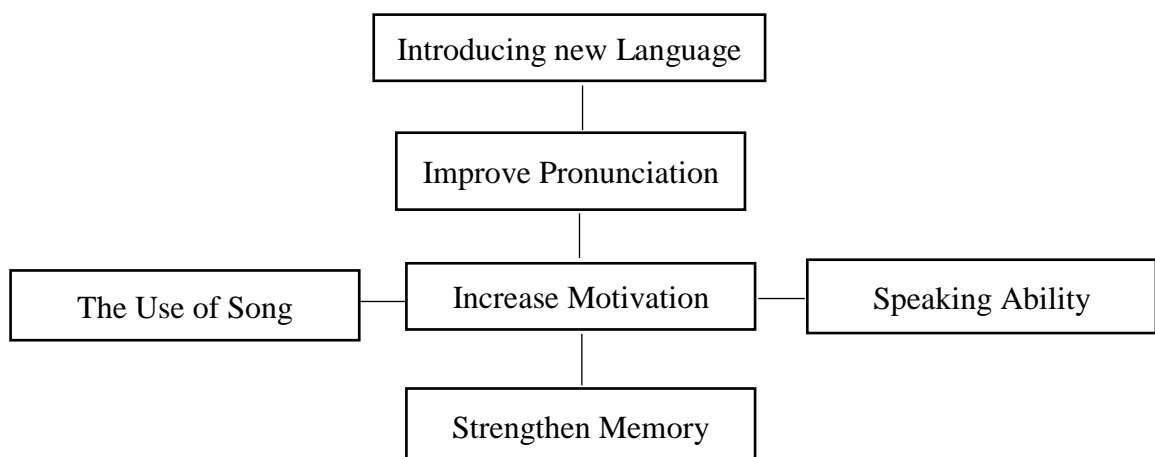 Introducing new Language
Improve Pronunciation
The Use of Song
Increase Motivation
Speaking Ability
Strengthen Memory